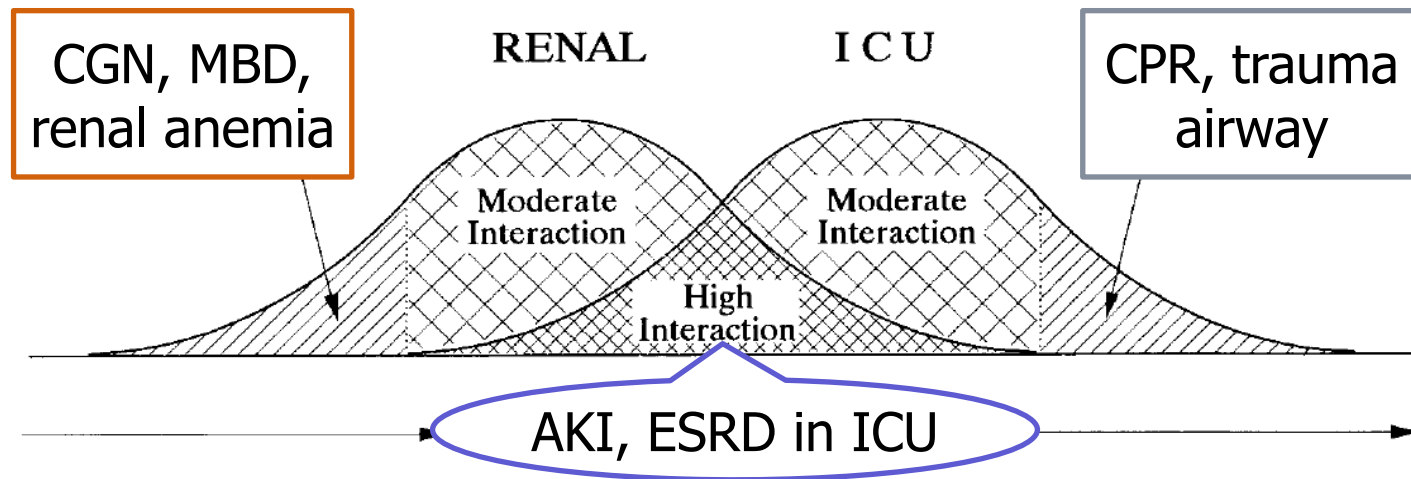 CGN, MBD,
renal anemia
RENAL
ICU
CPR, trauma
airway
Moderate
Interaction
Moderate
Interaction
High
Interaction
AKI, ESRD in ICU